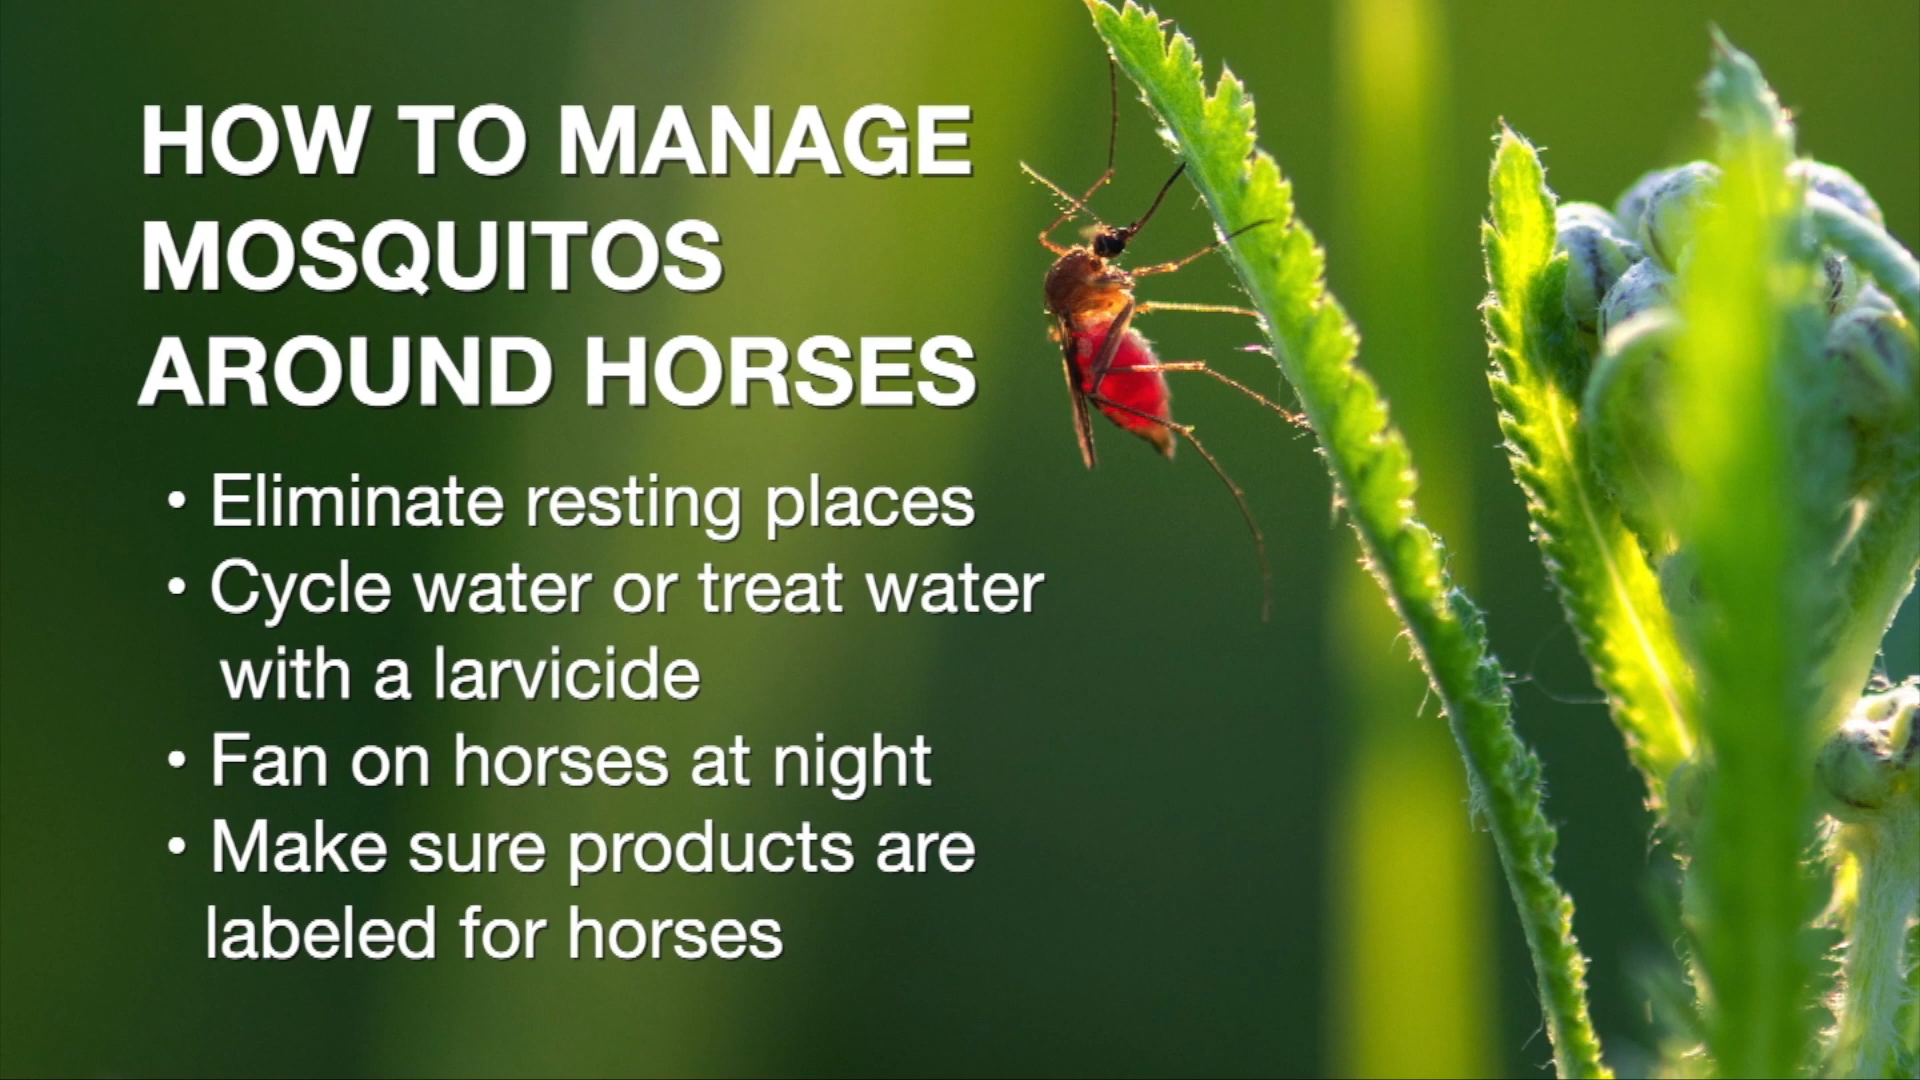 HOW TO MANAGE
MOSQUITOS
AROUND HORSES
• Eliminate resting places
• Cycle water or treat water
with a larvicide
• Fan on horses at night
• Make sure products are
labeled for horses